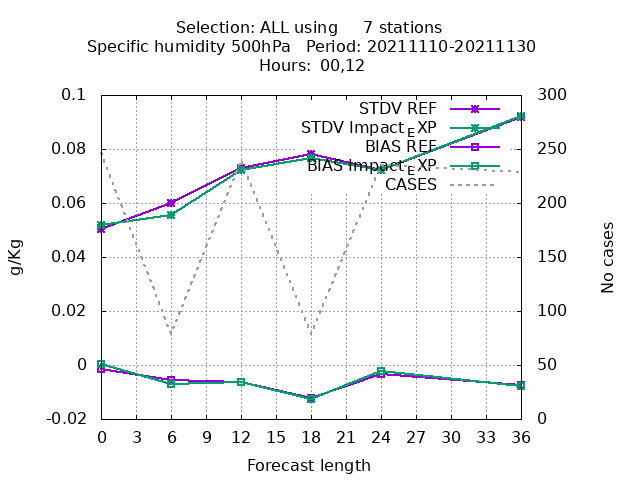 Selection: ALL using     7 stations
Specific humidity 500hPa   Period: 20211110-20211130
Hours: 00,12
0.1
0.08
0.06
0.04
0.02
0
-0.02
g/Kg
STDV REF
STDV Impact_EXP
BIAS REF
BIAS Impact_EXP
CASES
300
250
200
150
100
50
0
No cases
0 3 6 9 12 15 18 21 24 27 30 33 36
Forecast length